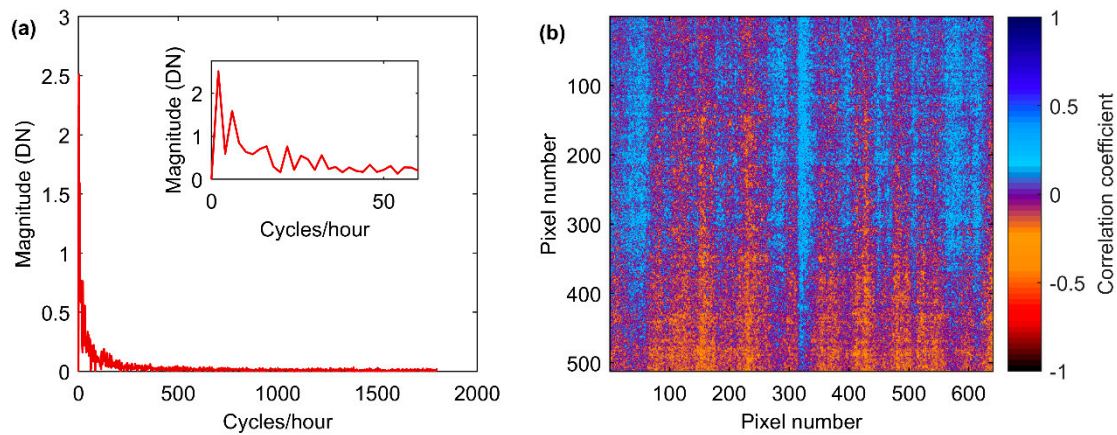 (a)
3
2.5
2
1.5
1
0.5
0
Magnitude (DN)
0 500 1000 1500 2000
Cycles/hour
2
1
0
Magnitude (DN)
0 50
Cycles/hour
(b)
100
200
300
400
500
Pixel number
100 200 300 400 500 600
Pixel number
1
0.5
0
-0.5
-1
Correlation coefficient